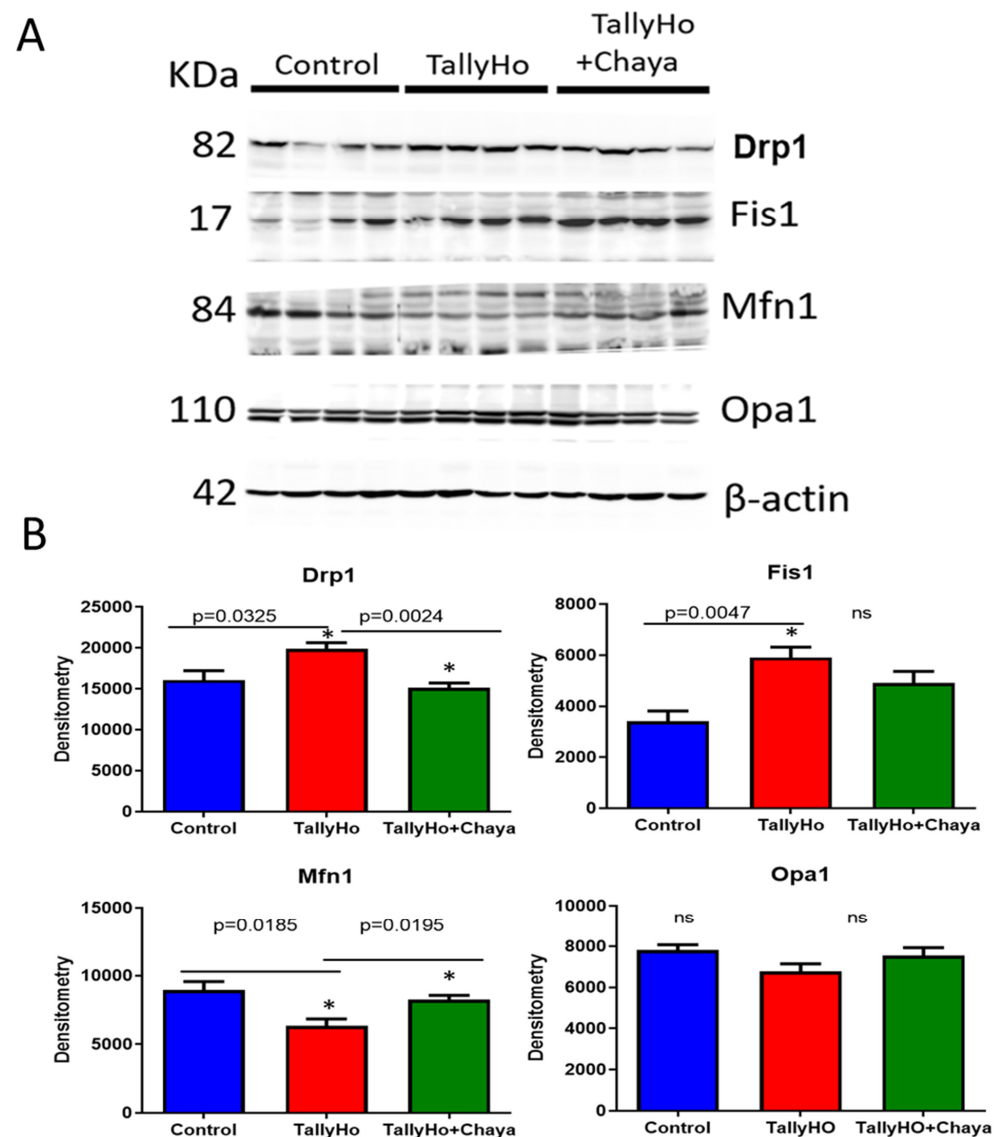 A
KDa
Control
TallyHo
TallyHo
+Chaya
82
Drp1
17
Fis1
84
Mfn1
110
Opa1
42
β-actin
B
Drp1
Densitometry
25000
20000
15000
10000
5000
0
p=0.0325
p=0.0024
*
*
Control
TallyHo
TallyHo+Chaya
Fis1
Densitometry
8000
6000
4000
2000
0
p=0.0047
ns
*
Control
TallyHo
TallyHo+Chaya
Mfn1
Densitometry
15000
10000
5000
0
p=0.0185
p=0.0195
*
*
Control
TallyHo
TallyHo+Chaya
Opa1
Densitometry
10000
8000
6000
4000
2000
0
ns
ns
Control
TallyHO
TallyHO+Chaya